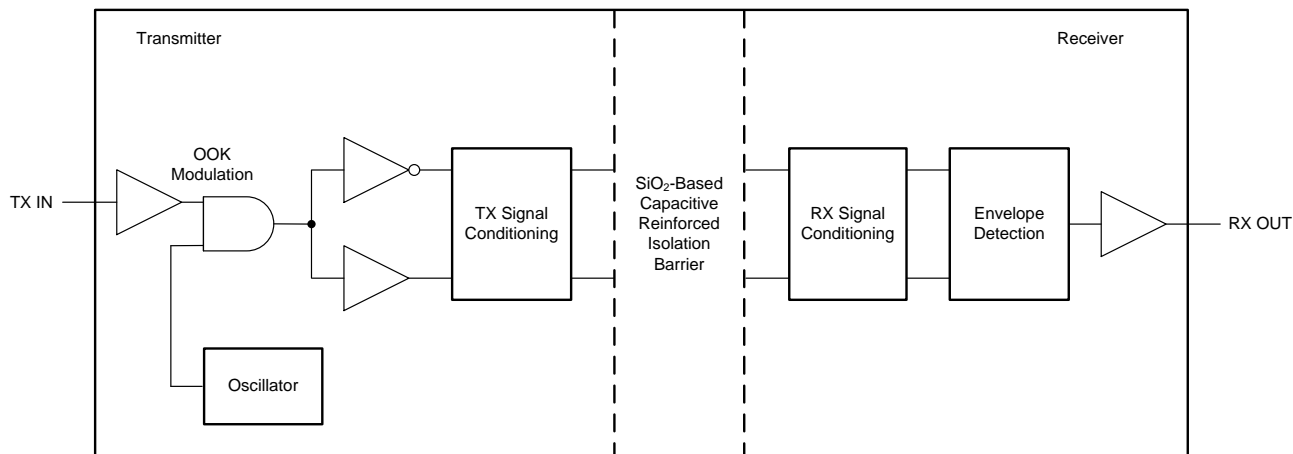 Transmitter
Receiver
OOK
Modulation
TX IN
TX Signal
Conditioning
SiO₂-Based
Capacitive
Reinforced
Isolation
Barrier
RX Signal
Conditioning
Envelope
Detection
RX OUT
Oscillator